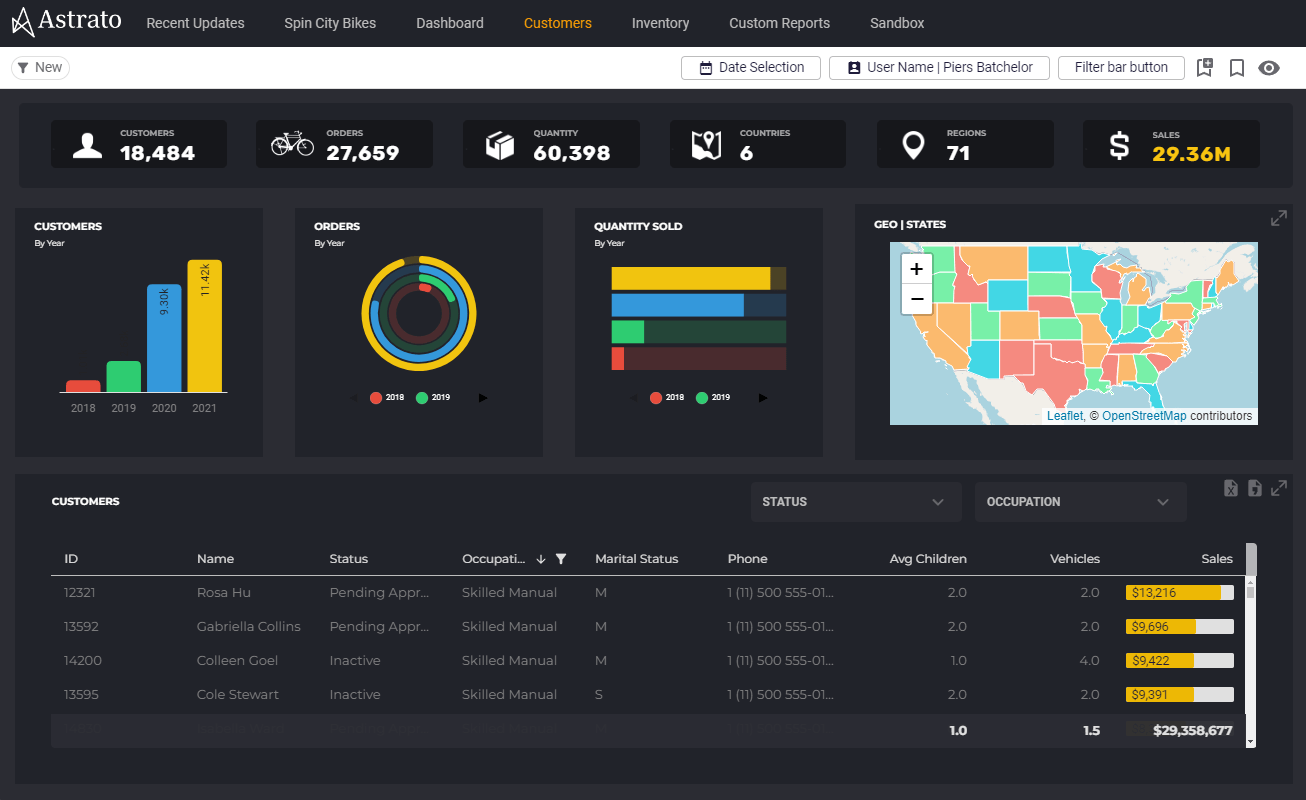 Astrato
Recent Updates
Spin City Bikes
Dashboard
Customers
Inventory
Custom Reports
Sandbox
New
Date Selection
User Name | Piers Batchelor
Filter bar button
CUSTOMERS
18,484
ORDERS
27,659
QUANTITY
60,398
COUNTRIES
6
REGIONS
71
SALES
29.36M
CUSTOMERS
By Year
9.30k
11.42k
2018 2019 2020 2021
ORDERS
By Year
2018 2019
QUANTITY SOLD
By Year
2018 2019
GEO | STATES
+
−
Leaflet, © OpenStreetMap contributors
CUSTOMERS
STATUS
OCCUPATION
ID Name Status Occupati... Marital Status Phone Avg Children Vehicles Sales
12321 Rosa Hu Pending Appr... Skilled Manual M 1 (11) 500 555-01... 2.0 2.0 $13,216
13592 Gabriella Collins Pending Appr... Skilled Manual M 1 (11) 500 555-01... 2.0 2.0 $9,696
14200 Colleen Goel Inactive Skilled Manual M 1 (11) 500 555-01... 1.0 4.0 $9,422
13595 Cole Stewart Inactive Skilled Manual S 1 (11) 500 555-01... 2.0 2.0 $9,391
1.0 1.5 $29,358,677